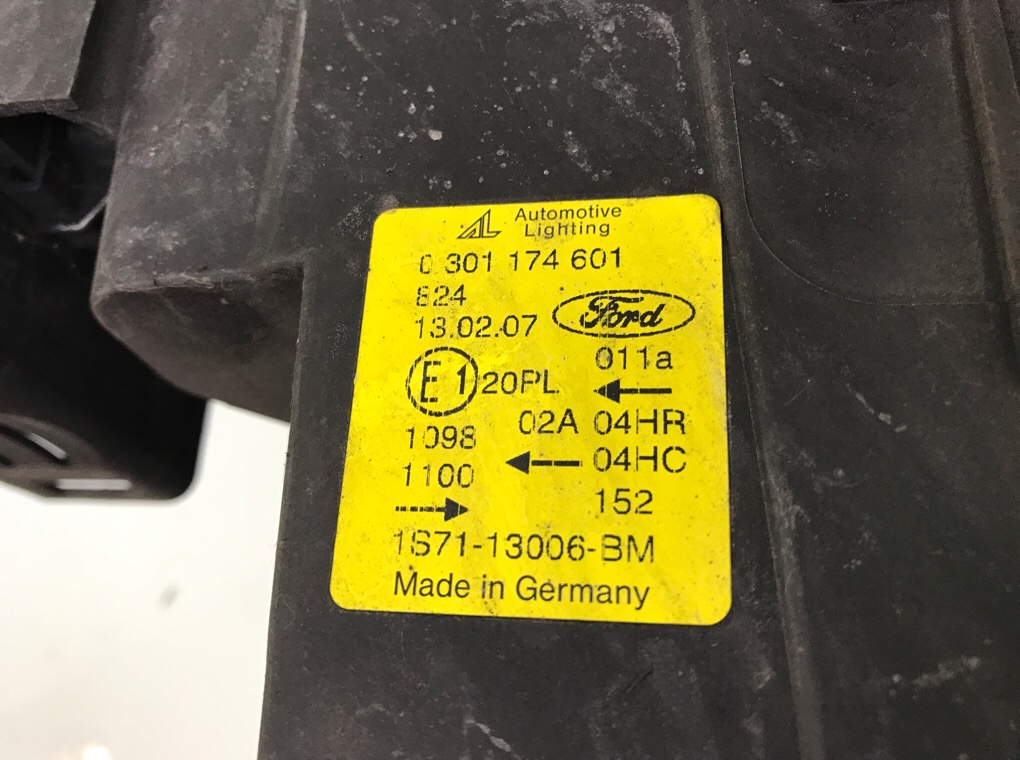 AL Automotive
Lighting
0 301 174 601
824
13.02.07 Ford
011a
E1 20PL ←
02A 04HR
1098 ← 04HC
1100
→ 152
1S71-13006-BM
Made in Germany